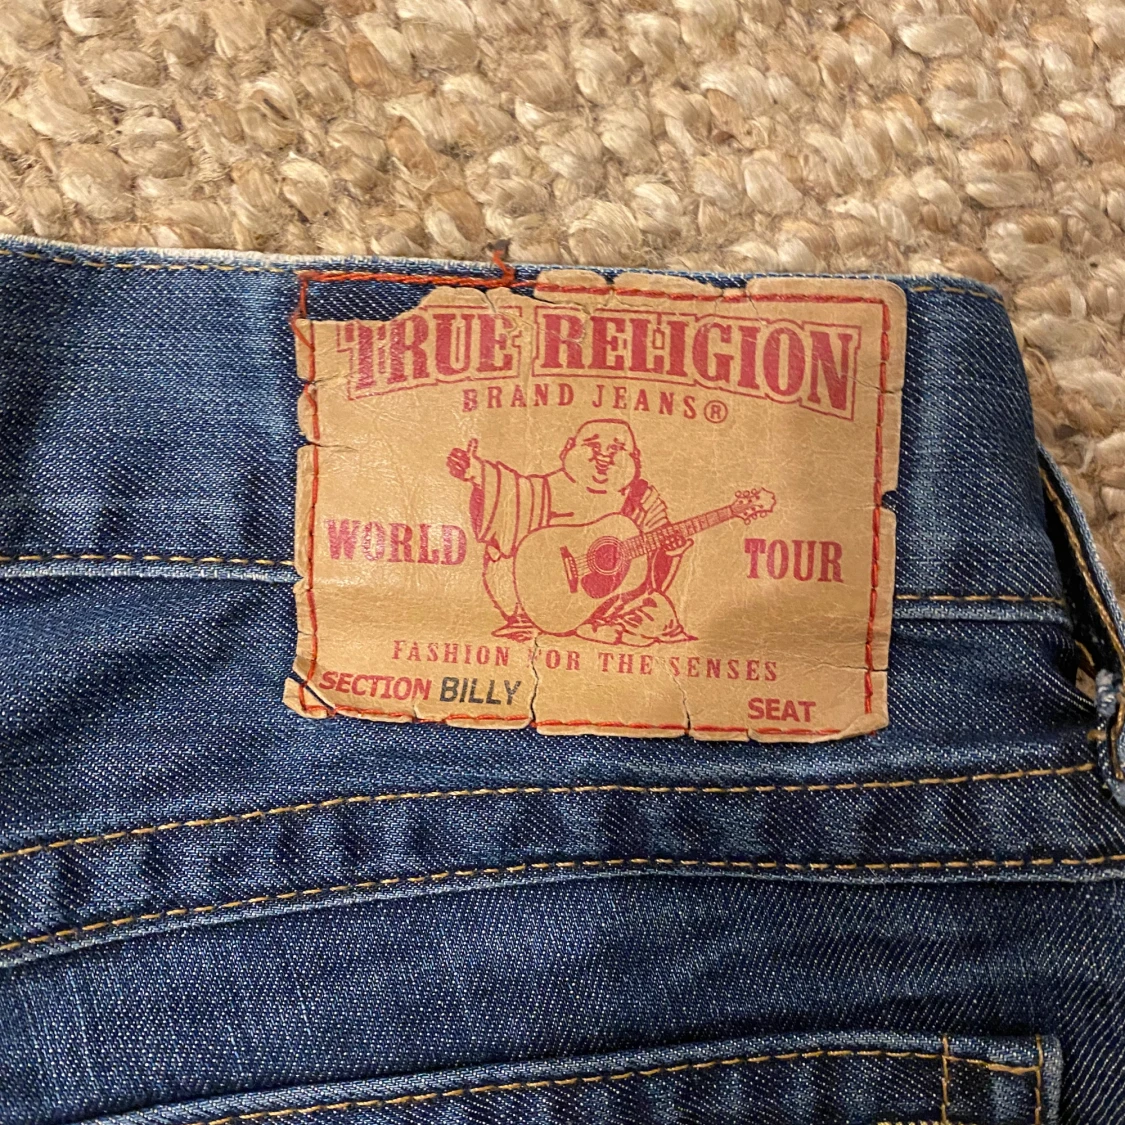 TRUE RELIGION
BRAND JEANS®
WORLD TOUR
FASHION FOR THE SENSES
SECTION BILLY SEAT